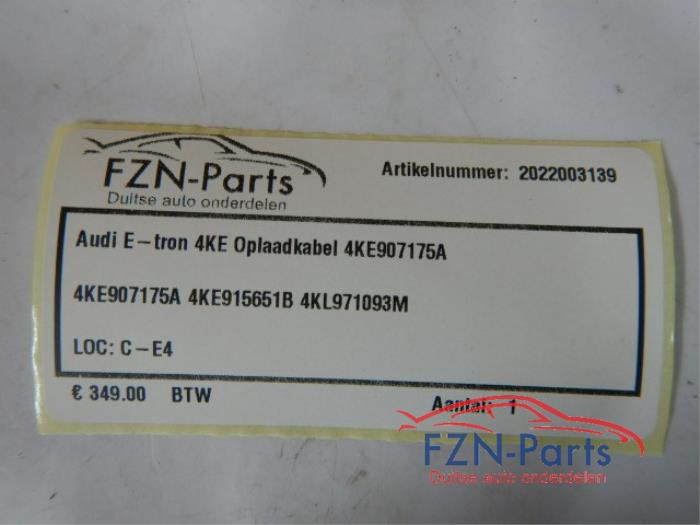 FZN-Parts
Duitse auto onderdelen
Artikelnummer: 2022003139
Audi E-tron 4KE Oplaadkabel 4KE907175A
4KE907175A 4KE915651B 4KL971093M
LOC: C-E4
€ 349.00 BTW
Aantal: 1
FZN-Parts
Duitse auto onderdelen